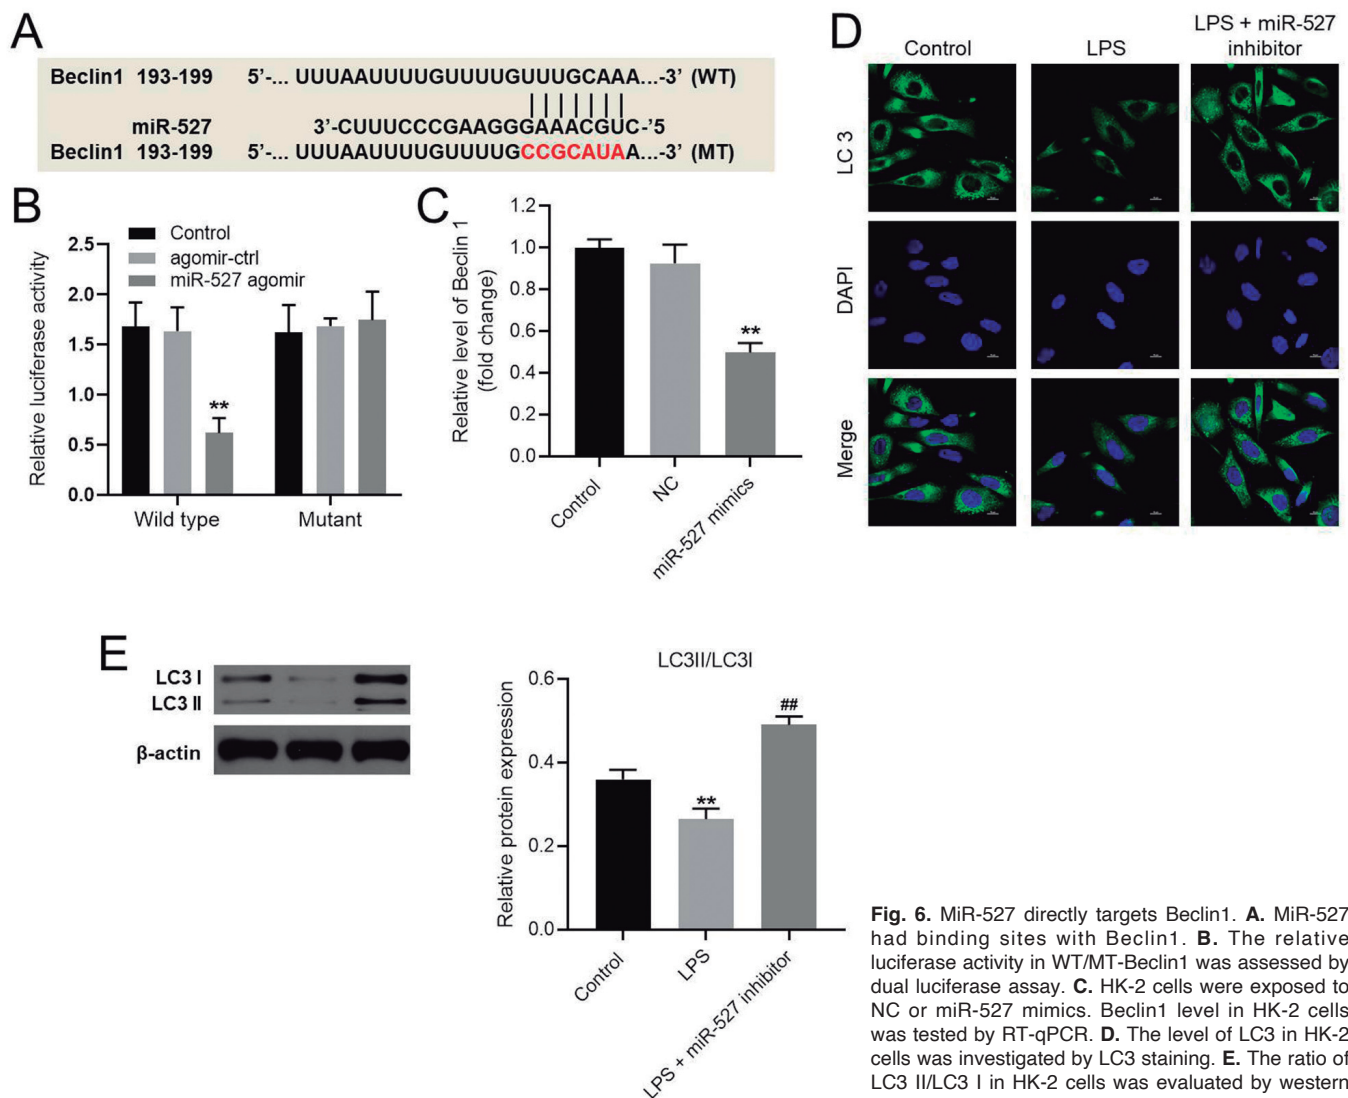 A
Beclin1 193-199 5'-... UUUAAUUUUGUUUUGUUUGCAAA...-3' (WT)
miR-527 3'-CUUUCCCGAAGGGAAACGUC-'5
Beclin1 193-199 5'-... UUUAAUUUUGUUUUGCCGCAUAA...-3' (MT)
B
Control
agomir-ctrl
miR-527 agomir
Relative luciferase activity
2.5
2.0
1.5
1.0
0.5
0.0
**
Wild type
Mutant
C
Relative level of Beclin 1
(fold change)
1.2
1.0
0.8
0.6
0.4
0.2
0.0
**
Control
NC
miR-527 mimics
D
Control
LPS
LPS + miR-527
inhibitor
LC 3
DAPI
Merge
E
LC3 I
LC3 II
β-actin
LC3II/LC3I
Relative protein expression
0.6
0.4
0.2
0.0
**
##
Control
LPS
LPS + miR-527 inhibitor
Fig. 6. MiR-527 directly targets Beclin1. A. MiR-527
had binding sites with Beclin1. B. The relative
luciferase activity in WT/MT-Beclin1 was assessed by
dual luciferase assay. C. HK-2 cells were exposed to
NC or miR-527 mimics. Beclin1 level in HK-2 cells
was tested by RT-qPCR. D. The level of LC3 in HK-2
cells was investigated by LC3 staining. E. The ratio of
LC3 II/LC3 I in HK-2 cells was evaluated by western